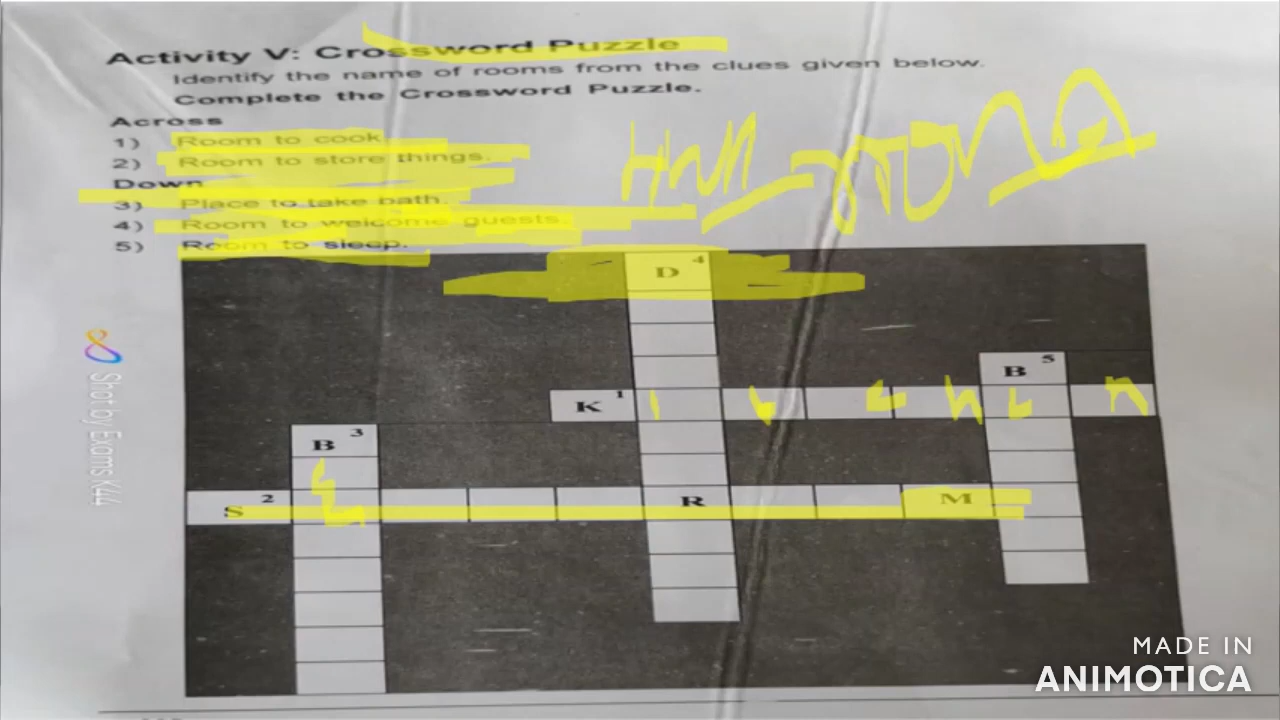 Activity V: Crossword Puzzle
Identify the name of rooms from the clues given below.
Complete the Crossword Puzzle.
Across
1) Room to cook
2) Room to store things.
Down
3) Place to take bath.
4) Room to welcome guests.
5) Room to sleep.
D 4
B 5
K 1 i t c h e n
B 3
S 2 R M
Shot by Exams K444
MADE IN
ANIMOTICA